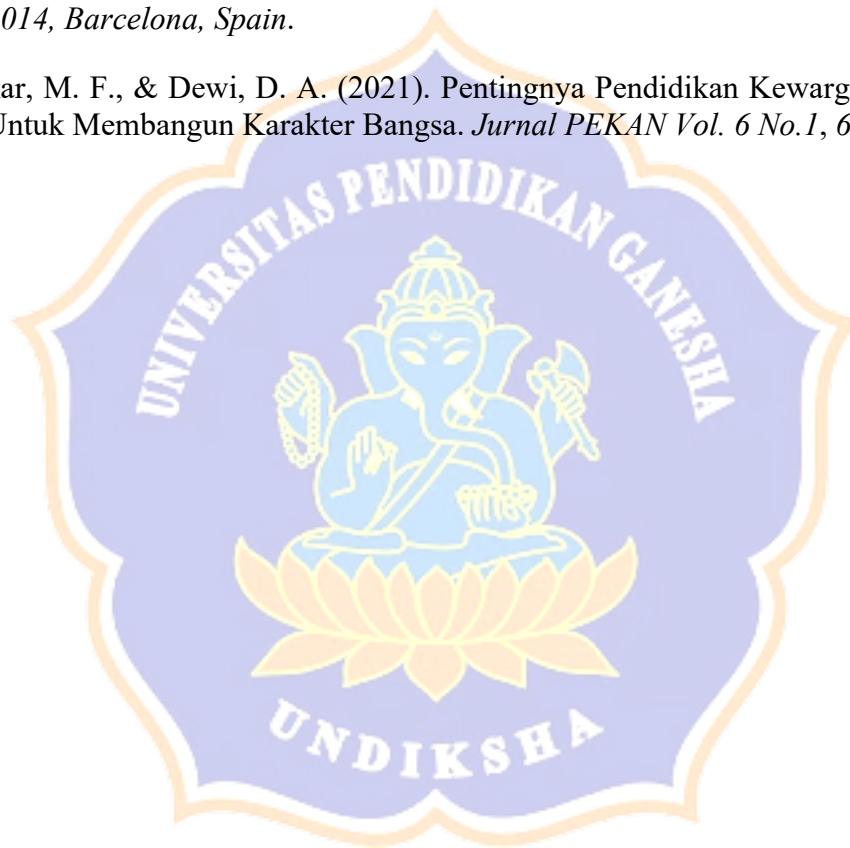 014, Barcelona, Spain.
ar, M. F., & Dewi, D. A. (2021). Pentingnya Pendidikan Kewarg
Untuk Membangun Karakter Bangsa. Jurnal PEKAN Vol. 6 No.1, 6
UNIVERSITAS PENDIDIKAN GANESHA
UNDIKSHA